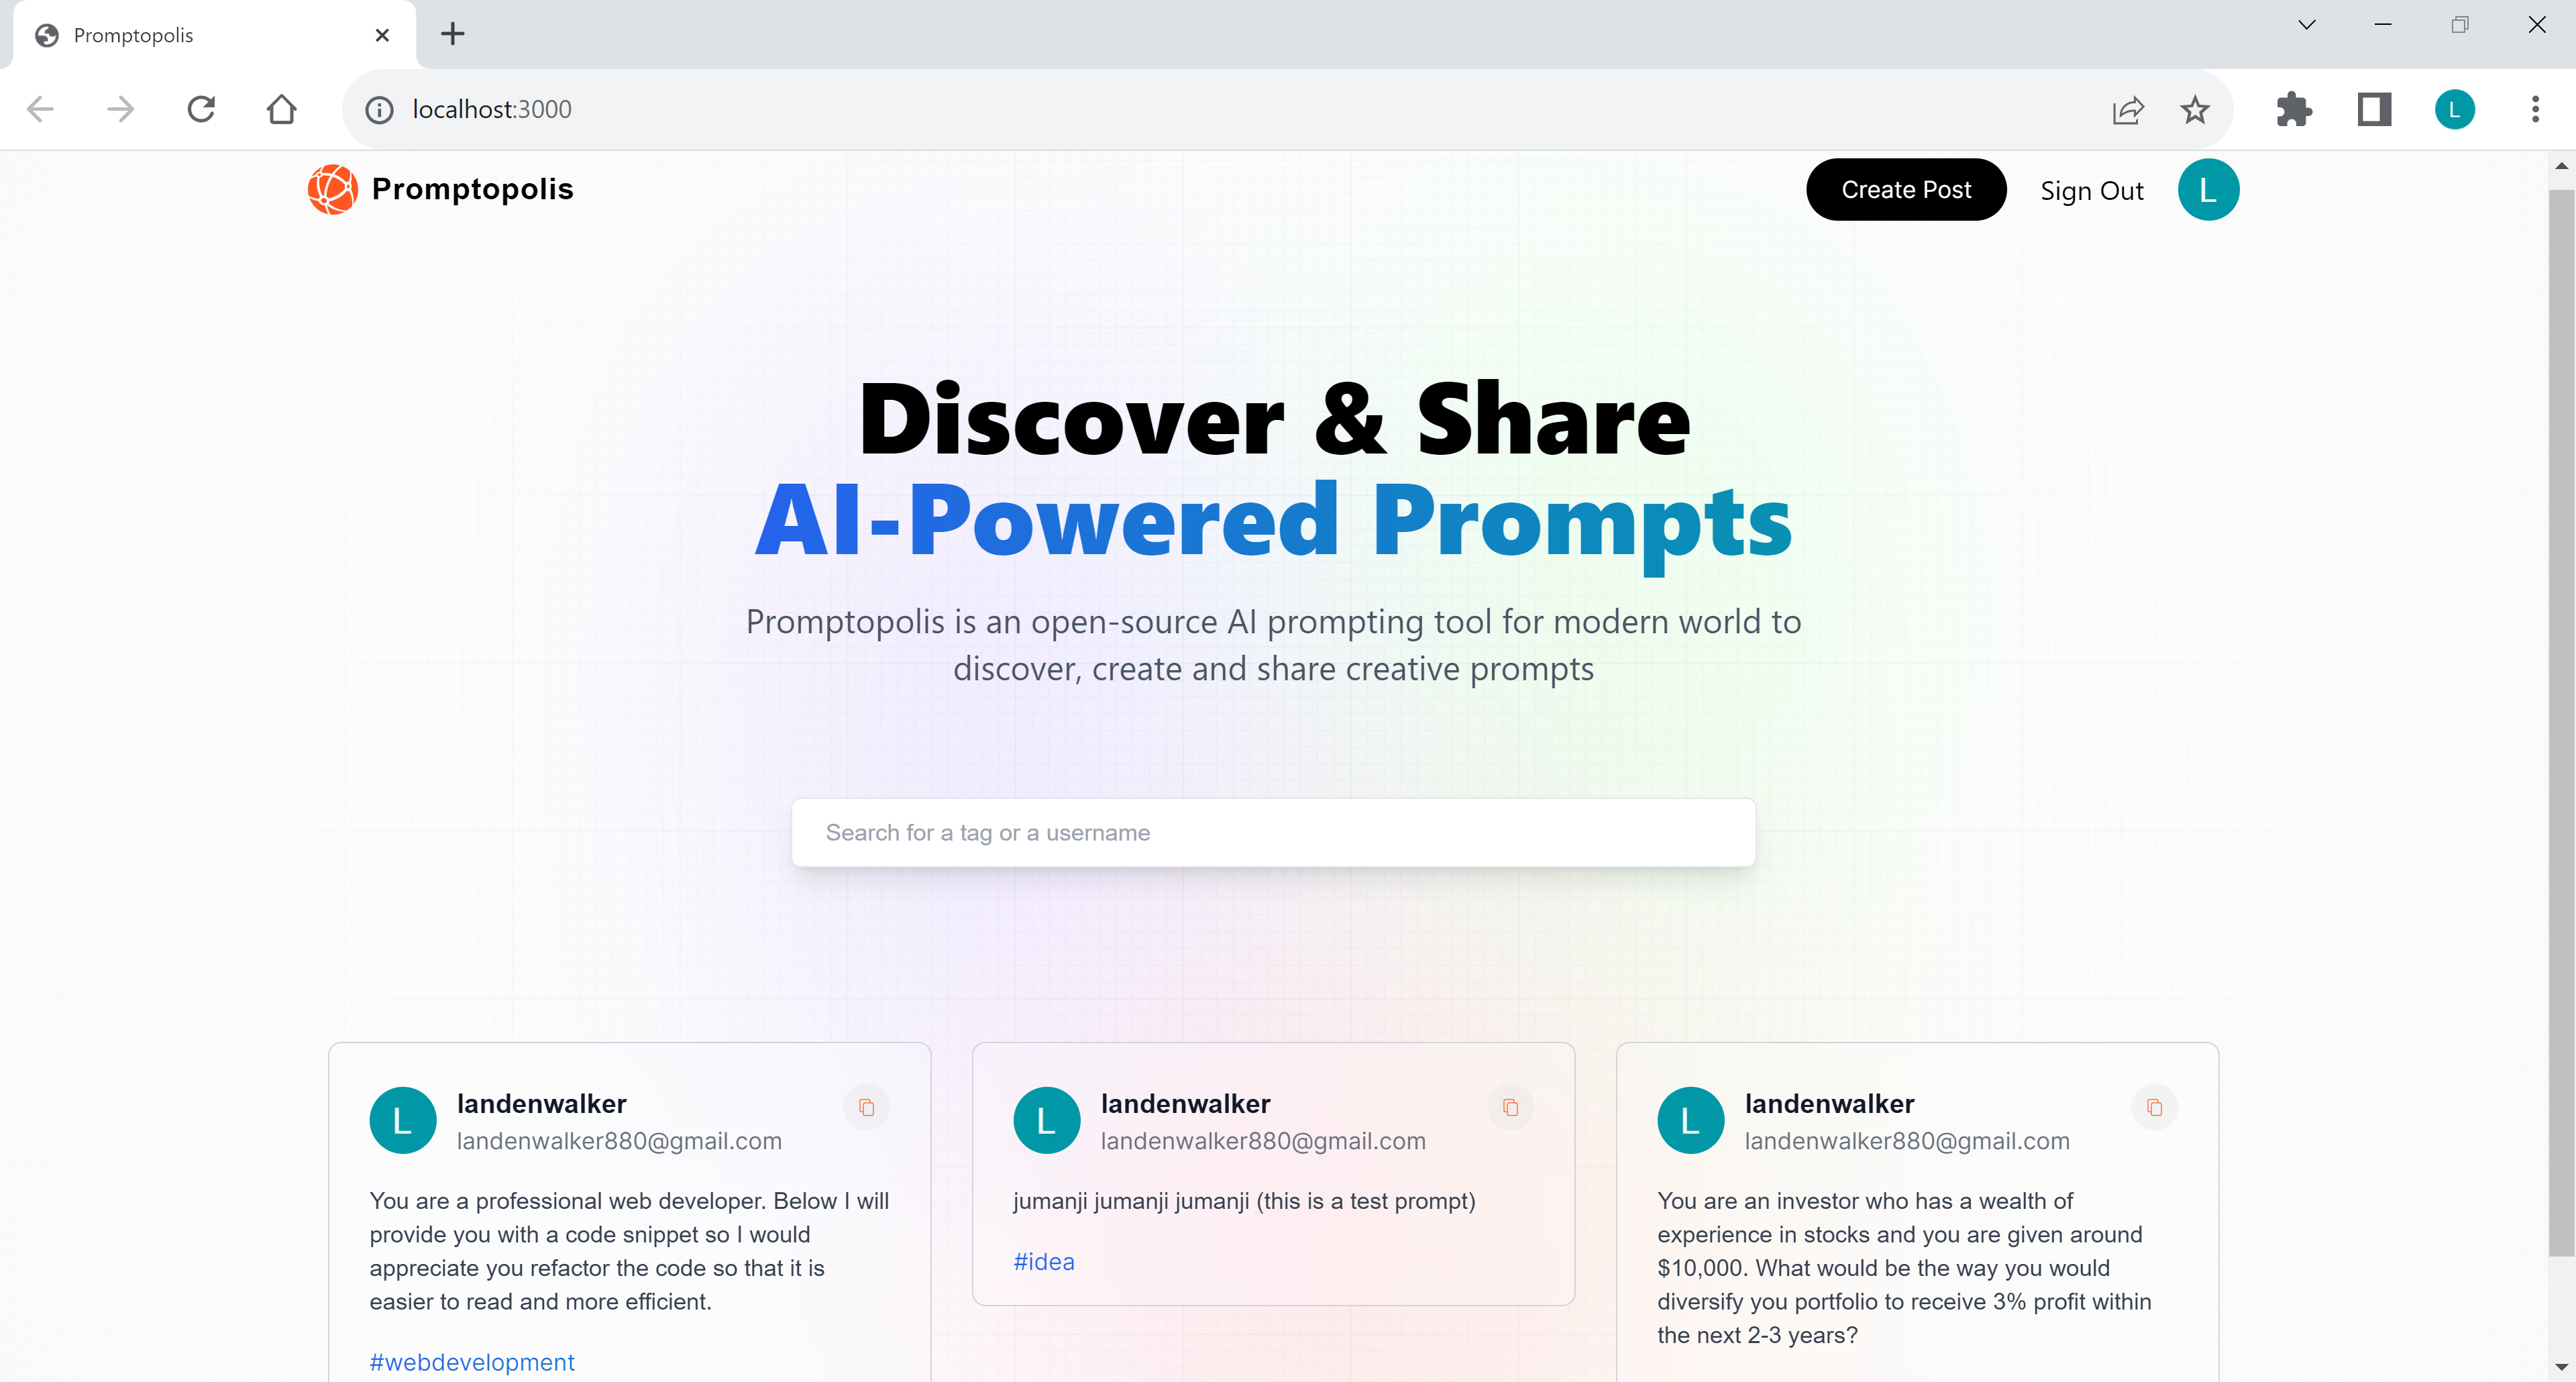 Promptopolis
localhost:3000
L
Promptopolis
Create Post
Sign Out
L
Discover & Share
AI-Powered Prompts
Promptopolis is an open-source AI prompting tool for modern world to
discover, create and share creative prompts
Search for a tag or a username
L
landenwalker
landenwalker880@gmail.com
You are a professional web developer. Below I will
provide you with a code snippet so I would
appreciate you refactor the code so that it is
easier to read and more efficient.
#webdevelopment
L
landenwalker
landenwalker880@gmail.com
jumanji jumanji jumanji (this is a test prompt)
#idea
L
landenwalker
landenwalker880@gmail.com
You are an investor who has a wealth of
experience in stocks and you are given around
$10,000. What would be the way you would
diversify you portfolio to receive 3% profit within
the next 2-3 years?